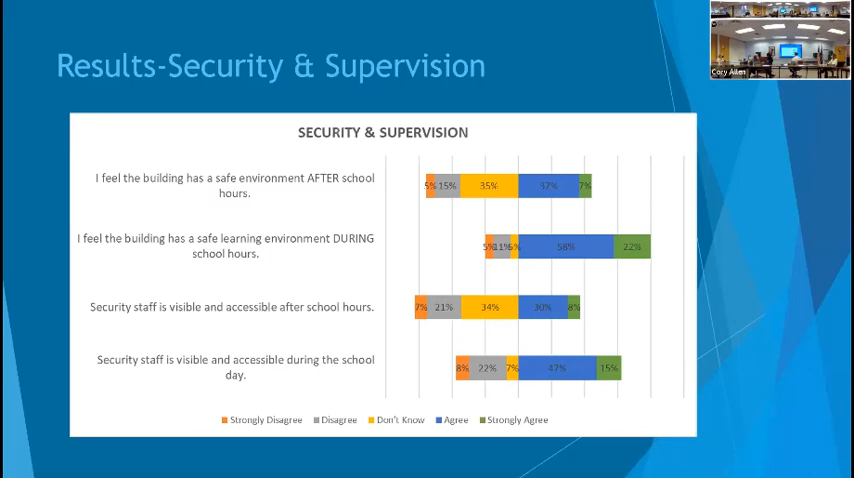 Results-Security & Supervision
Cory Allen
SECURITY & SUPERVISION
I feel the building has a safe environment AFTER school
hours.
5% 15% 35% 37% 7%
I feel the building has a safe learning environment DURING
school hours.
5% 11% 5% 58% 22%
Security staff is visible and accessible after school hours.
7% 21% 34% 30% 8%
Security staff is visible and accessible during the school
day.
8% 22% 7% 47% 15%
Strongly Disagree Disagree Don't Know Agree Strongly Agree